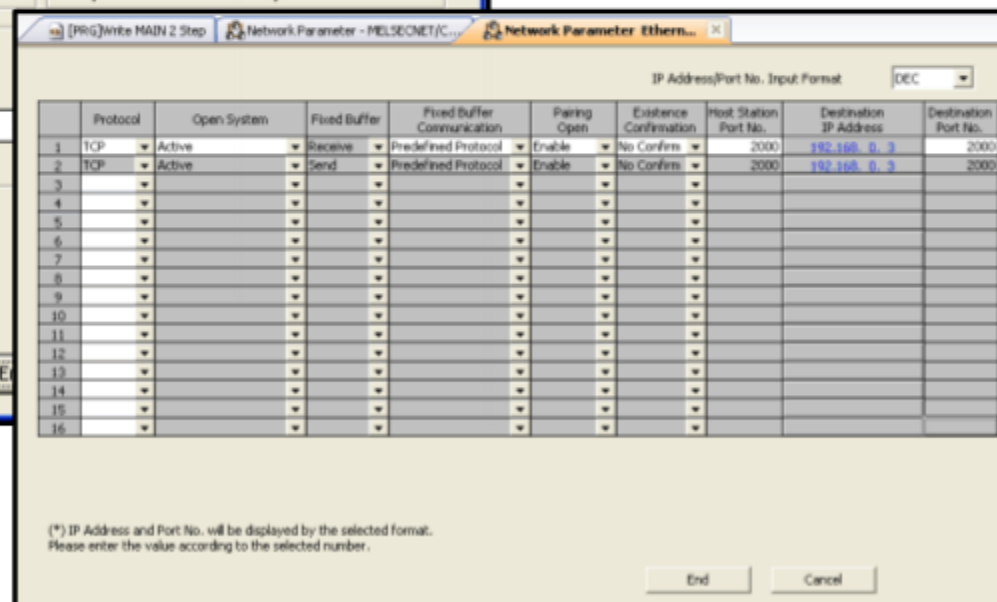 [PRG]Write MAIN 2 Step Network Parameter - MELSECNET/C... Network Parameter Ethern...
IP Address/Port No. Input Format DEC
Protocol Open System Fixed Buffer Fixed Buffer Communication Pairing Open Existence Confirmation Host Station Port No. Destination IP Address Destination Port No.
1 TCP Active Receive Predefined Protocol Enable No Confirm 2000 192.168. 0. 3 2000
2 TCP Active Send Predefined Protocol Enable No Confirm 2000 192.168. 0. 3 2000
3
4
5
6
7
8
9
10
11
12
13
14
15
16
(*) IP Address and Port No. will be displayed by the selected format.
Please enter the value according to the selected number.
End Cancel